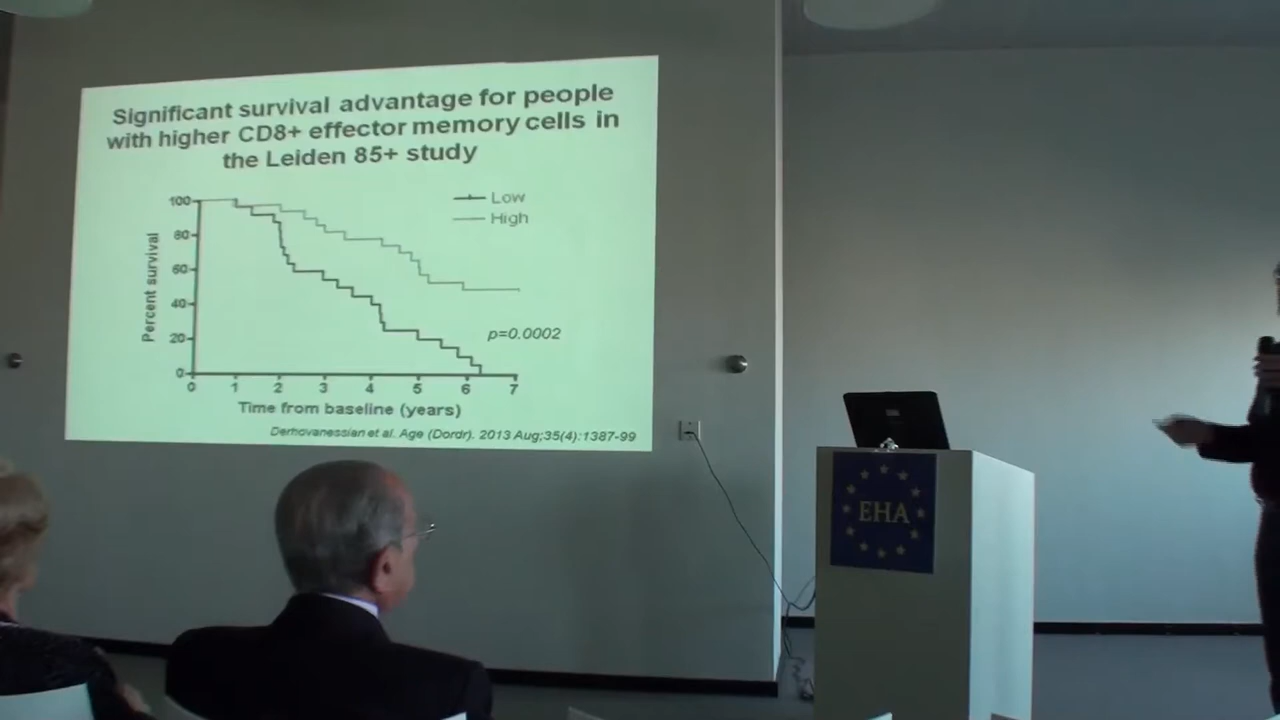 Significant survival advantage for people
with higher CD8+ effector memory cells in
the Leiden 85+ study
Low
High
100
80
60
40
20
0
Percent survival
p=0.0002
0 1 2 3 4 5 6 7
Time from baseline (years)
Derhovanessian et al. Age (Dordr). 2013 Aug;35(4):1387-99
EHA